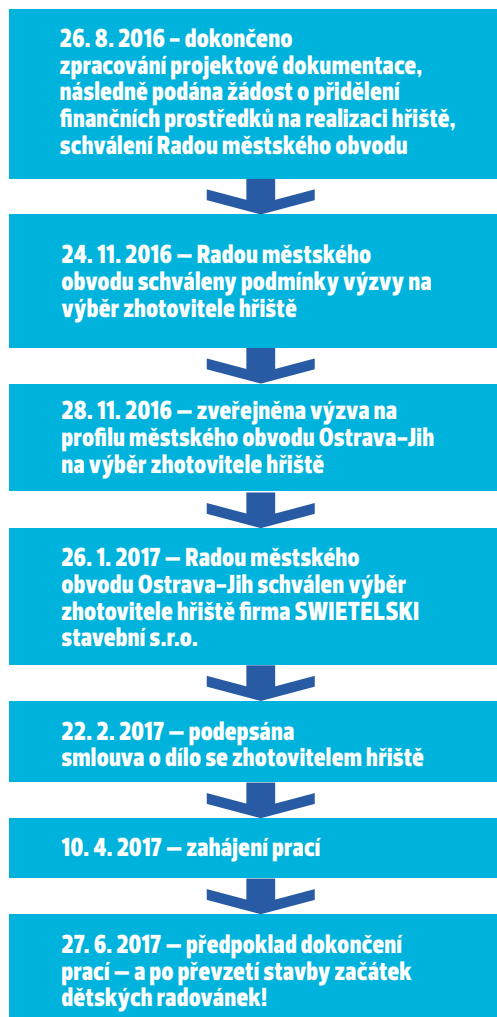 26. 8. 2016 – dokončeno
zpracování projektové dokumentace,
následně podána žádost o přidělení
finančních prostředků na realizaci hřiště,
schválení Radou městského obvodu
24. 11. 2016 — Radou městského
obvodu schváleny podmínky výzvy na
výběr zhotovitele hřiště
28. 11. 2016 — zveřejněna výzva na
profilu městského obvodu Ostrava–Jih
na výběr zhotovitele hřiště
26. 1. 2017 — Radou městského
obvodu Ostrava–Jih schválen výběr
zhotovitele hřiště firma SWIETELSKI
stavební s.r.o.
22. 2. 2017 — podepsána
smlouva o dílo se zhotovitelem hřiště
10. 4. 2017 — zahájení prací
27. 6. 2017 — předpoklad dokončení
prací — a po převzetí stavby začátek
dětských radovánek!